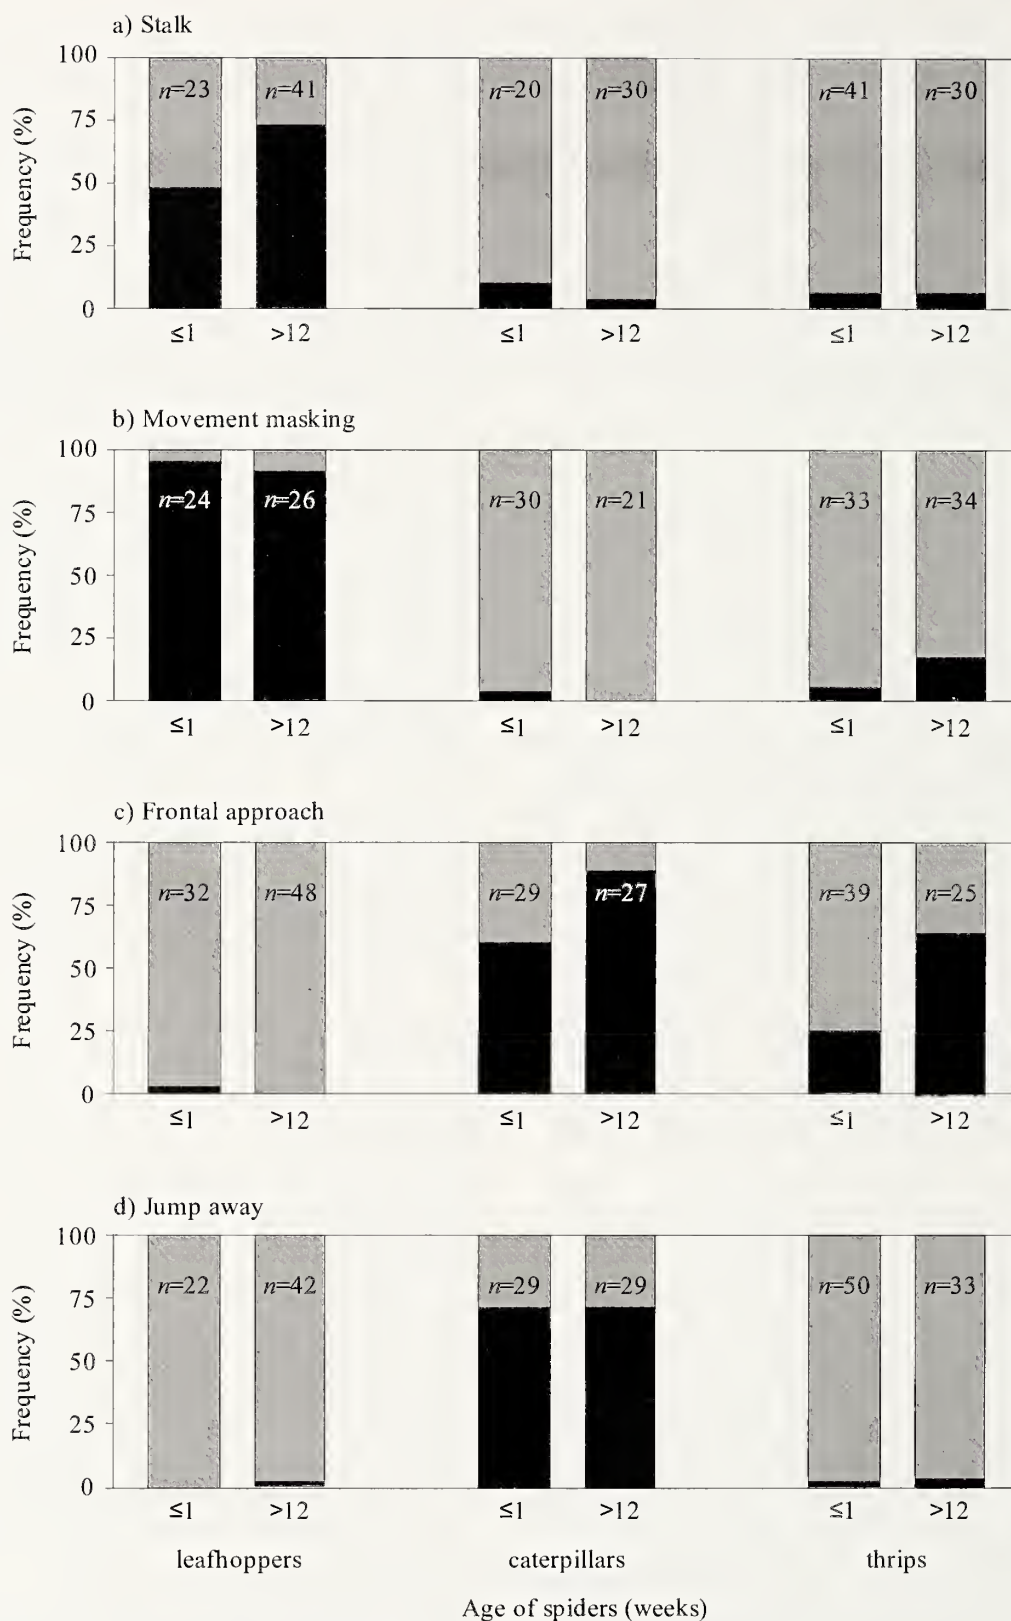 a) Stalk
Frequency (%)
100
75
50
25
0
n=23 n=41 n=20 n=30 n=41 n=30
≤1 >12 ≤1 >12 ≤1 >12
b) Movement masking
Frequency (%)
100
75
50
25
0
n=24 n=26 n=30 n=21 n=33 n=34
≤1 >12 ≤1 >12 ≤1 >12
c) Frontal approach
Frequency (%)
100
75
50
25
0
n=32 n=48 n=29 n=27 n=39 n=25
≤1 >12 ≤1 >12 ≤1 >12
d) Jump away
Frequency (%)
100
75
50
25
0
n=22 n=42 n=29 n=29 n=50 n=33
≤1 >12 ≤1 >12 ≤1 >12
leafhoppers caterpillars thrips
Age of spiders (weeks)